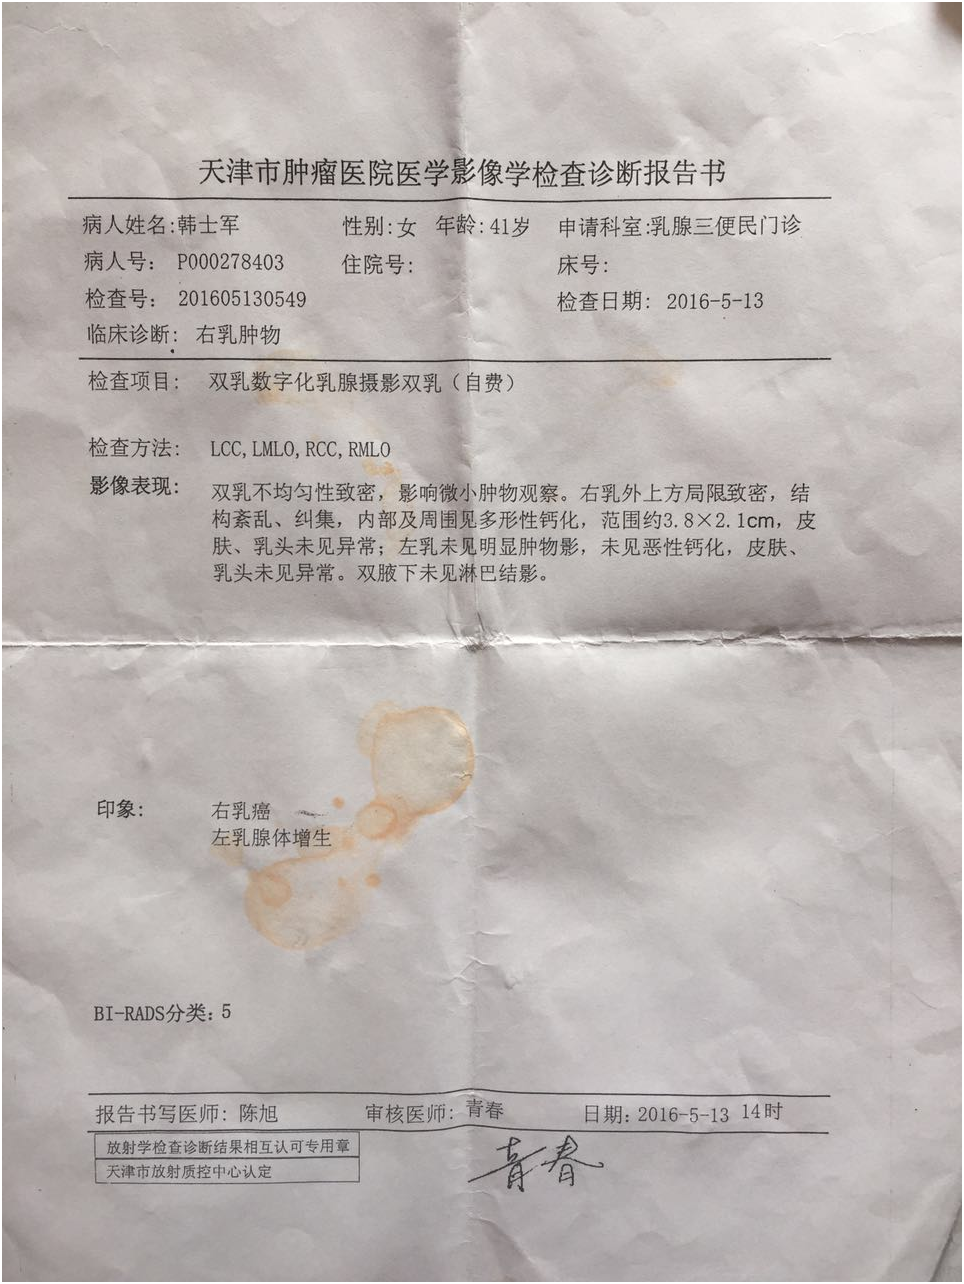 天津市肿瘤医院医学影像学检查诊断报告书
病人姓名:韩士军 性别:女 年龄:41岁 申请科室:乳腺三便民门诊
病人号: P000278403 住院号: 床号:
检查号: 201605130549 检查日期: 2016-5-13
临床诊断: 右乳肿物
检查项目: 双乳数字化乳腺摄影双乳(自费)
检查方法: LCC,LMLO,RCC,RMLO
影像表现: 双乳不均匀性致密，影响微小肿物观察。右乳外上方局限致密，结
构紊乱、纠集，内部及周围见多形性钙化，范围约3.8×2.1cm，皮
肤、乳头未见异常；左乳未见明显肿物影，未见恶性钙化，皮肤、
乳头未见异常。双腋下未见淋巴结影。
印象: 右乳癌
左乳腺体增生
BI-RADS分类: 5
报告书写医师: 陈旭 审核医师: 青春 日期: 2016-5-13 14时
放射学检查诊断结果相互认可专用章
天津市放射质控中心认定
青春